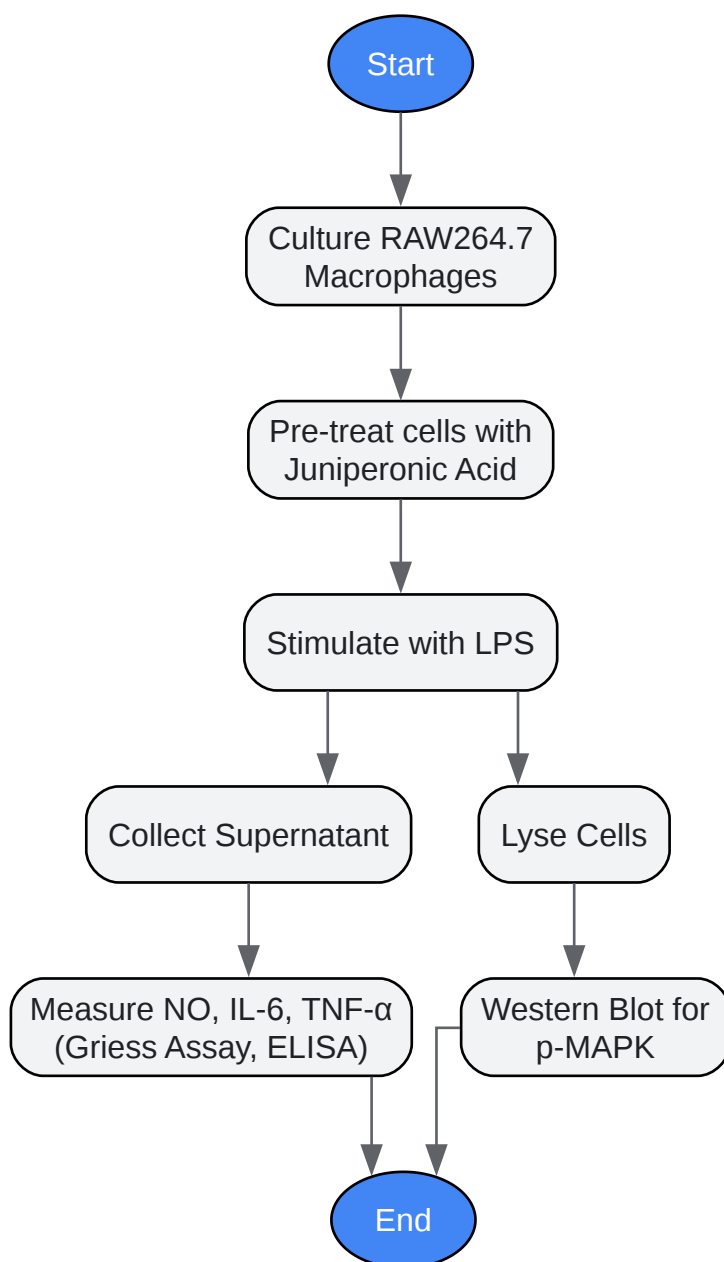 Start
Culture RAW264.7
Macrophages
Pre-treat cells with
Juniperonic Acid
Stimulate with LPS
Collect Supernatant
Lyse Cells
Measure NO, IL-6, TNF-α
(Griess Assay, ELISA)
Western Blot for
p-MAPK
End